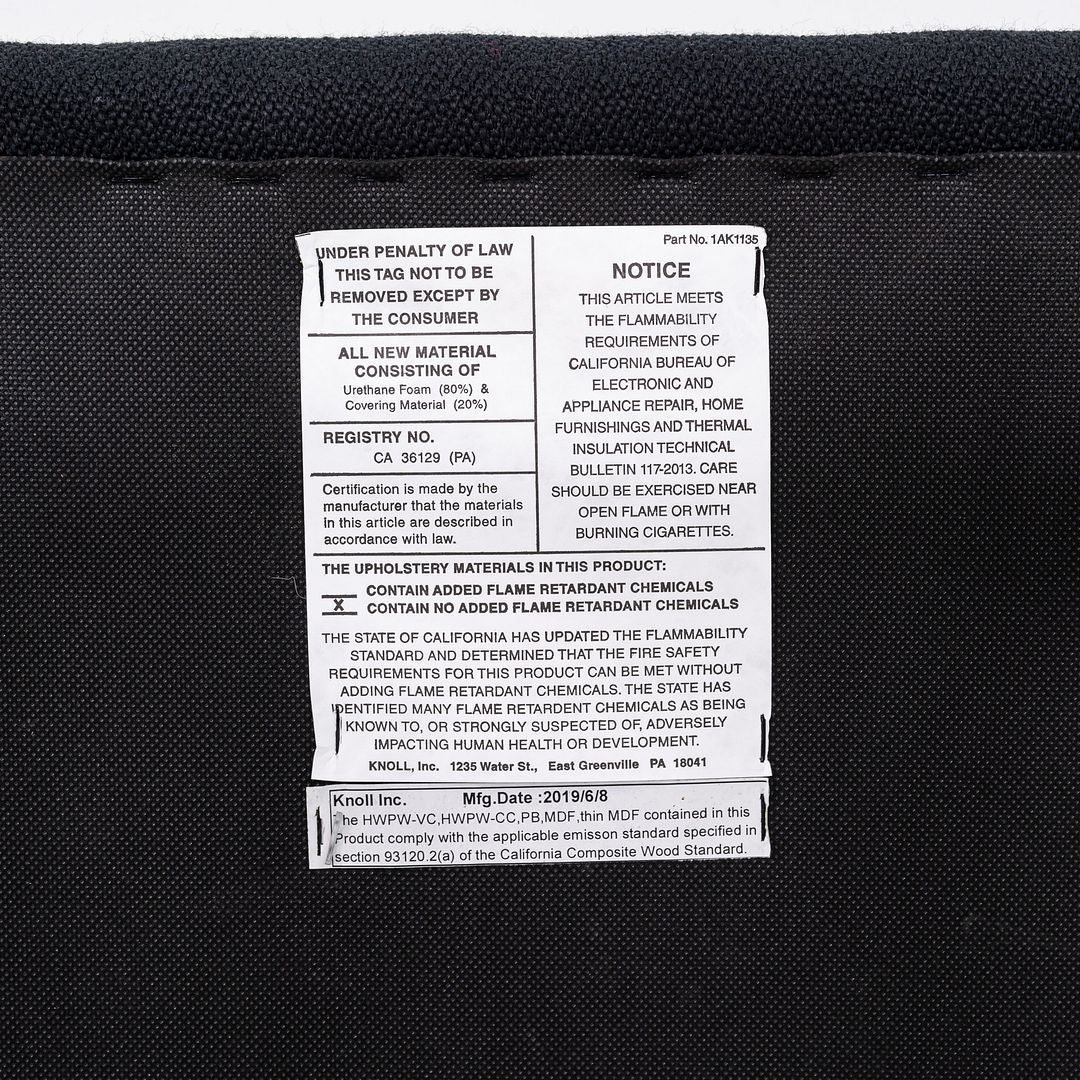 UNDER PENALTY OF LAW
THIS TAG NOT TO BE
REMOVED EXCEPT BY
THE CONSUMER
ALL NEW MATERIAL
CONSISTING OF
Urethane Foam (80%) &
Covering Material (20%)
REGISTRY NO.
CA 36129 (PA)
Certification is made by the
manufacturer that the materials
in this article are described in
accordance with law.
Part No. 1AK1135
NOTICE
THIS ARTICLE MEETS
THE FLAMMABILITY
REQUIREMENTS OF
CALIFORNIA BUREAU OF
ELECTRONIC AND
APPLIANCE REPAIR, HOME
FURNISHINGS AND THERMAL
INSULATION TECHNICAL
BULLETIN 117-2013. CARE
SHOULD BE EXERCISED NEAR
OPEN FLAME OR WITH
BURNING CIGARETTES.
THE UPHOLSTERY MATERIALS IN THIS PRODUCT:
CONTAIN ADDED FLAME RETARDANT CHEMICALS
X CONTAIN NO ADDED FLAME RETARDANT CHEMICALS
THE STATE OF CALIFORNIA HAS UPDATED THE FLAMMABILITY
STANDARD AND DETERMINED THAT THE FIRE SAFETY
REQUIREMENTS FOR THIS PRODUCT CAN BE MET WITHOUT
ADDING FLAME RETARDANT CHEMICALS. THE STATE HAS
IDENTIFIED MANY FLAME RETARDENT CHEMICALS AS BEING
KNOWN TO, OR STRONGLY SUSPECTED OF, ADVERSELY
IMPACTING HUMAN HEALTH OR DEVELOPMENT.
KNOLL, Inc. 1235 Water St., East Greenville PA 18041
Knoll Inc. Mfg.Date :2019/6/8
The HWPW-VC,HWPW-CC,PB,MDF,thin MDF contained in this
Product comply with the applicable emisson standard specified in
section 93120.2(a) of the California Composite Wood Standard.